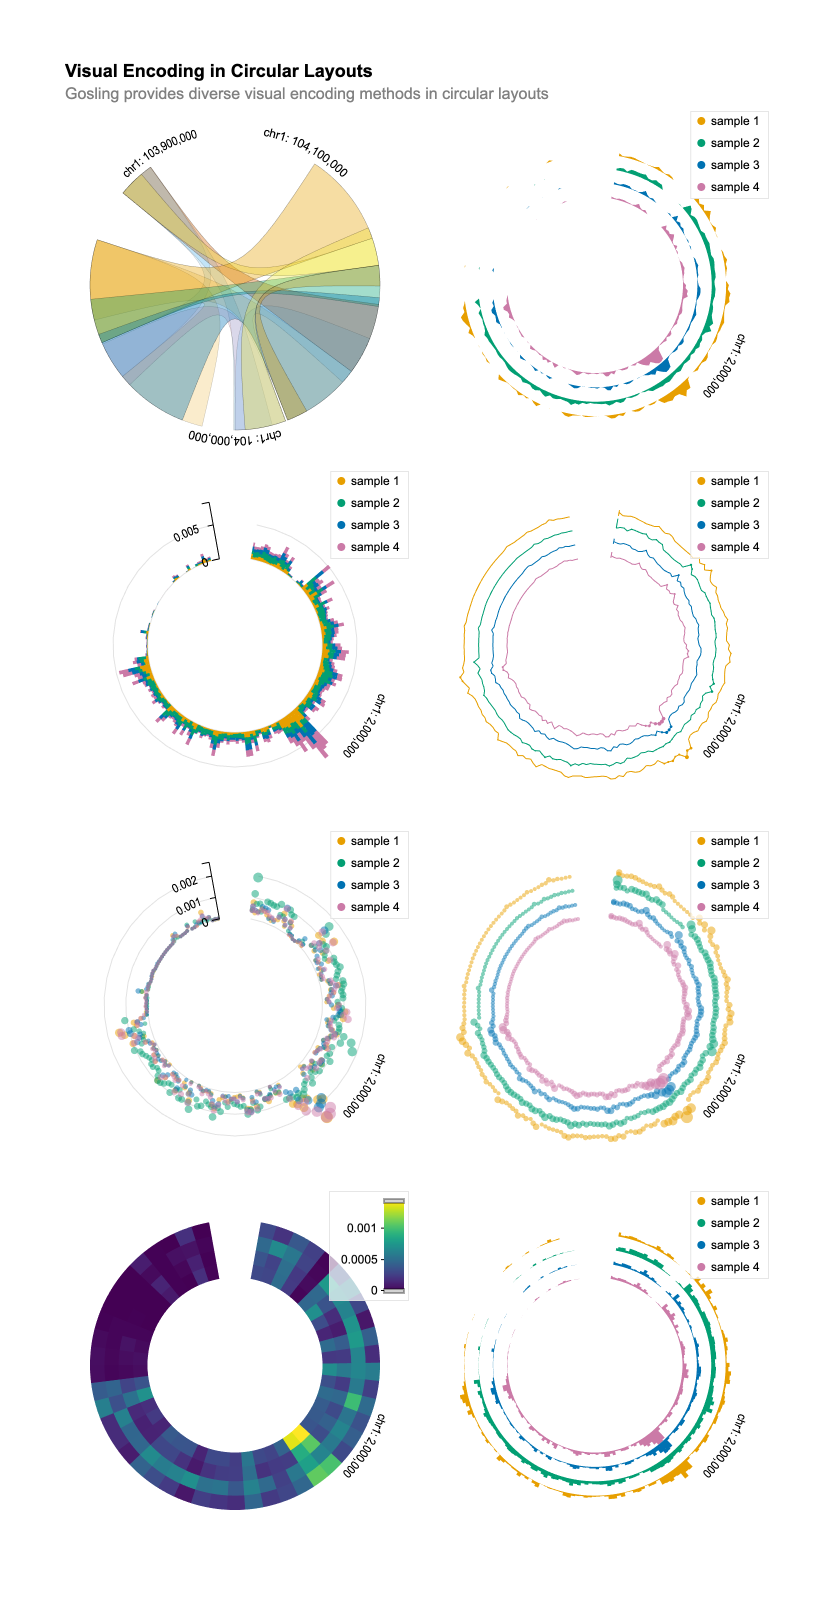 Visual Encoding in Circular Layouts
Gosling provides diverse visual encoding methods in circular layouts
chr1: 103,900,000
chr1: 104,100,000
chr1: 104,000,000
sample 1
sample 2
sample 3
sample 4
chr1: 2,000,000
0.005
0
sample 1
sample 2
sample 3
sample 4
chr1: 2,000,000
sample 1
sample 2
sample 3
sample 4
chr1: 2,000,000
0.002
0.001
0
sample 1
sample 2
sample 3
sample 4
chr1: 2,000,000
sample 1
sample 2
sample 3
sample 4
chr1: 2,000,000
0.001
0.0005
0
chr1: 2,000,000
sample 1
sample 2
sample 3
sample 4
chr1: 2,000,000